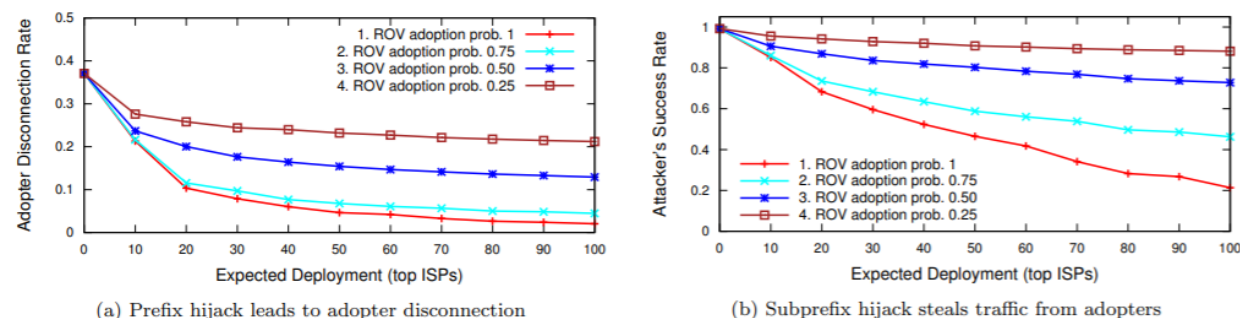 Adopter Disconnection Rate
0.5
0.4
0.3
0.2
0.1
0
1. ROV adoption prob. 1
2. ROV adoption prob. 0.75
3. ROV adoption prob. 0.50
4. ROV adoption prob. 0.25
0 10 20 30 40 50 60 70 80 90 100
Expected Deployment (top ISPs)
(a) Prefix hijack leads to adopter disconnection
Attacker's Success Rate
1
0.8
0.6
0.4
0.2
0
1. ROV adoption prob. 1
2. ROV adoption prob. 0.75
3. ROV adoption prob. 0.50
4. ROV adoption prob. 0.25
0 10 20 30 40 50 60 70 80 90 100
Expected Deployment (top ISPs)
(b) Subprefix hijack steals traffic from adopters